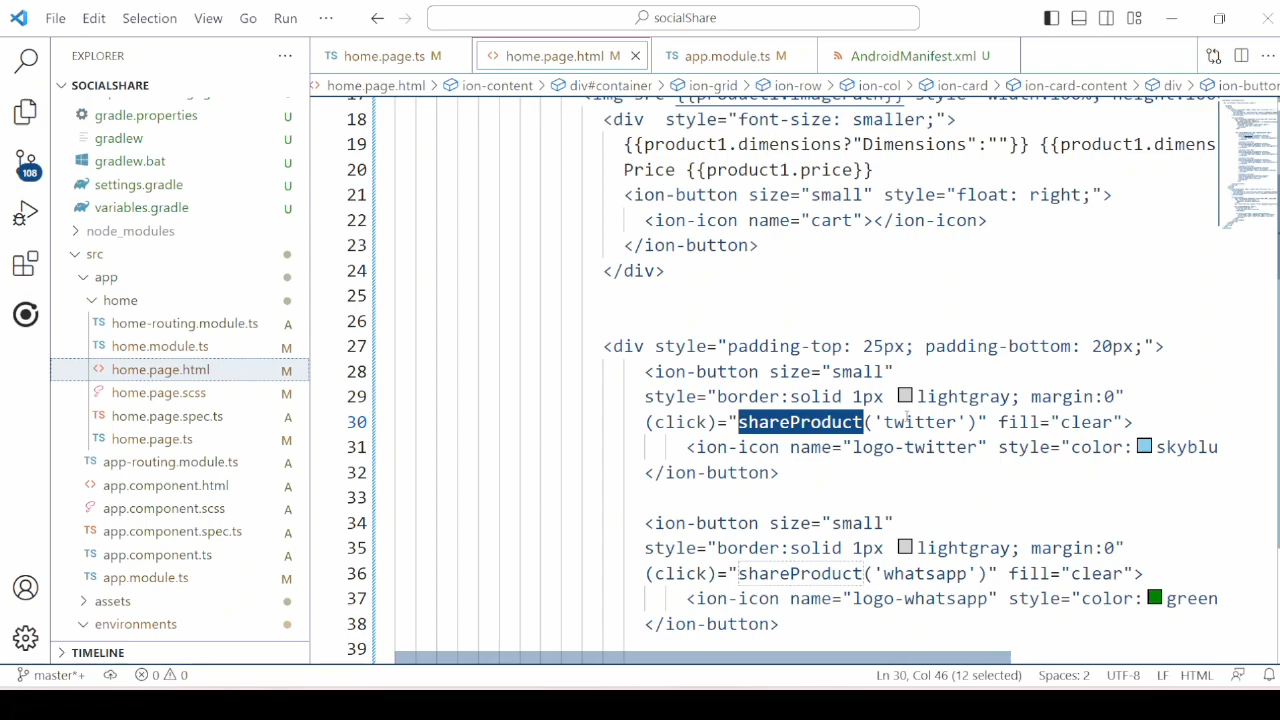 File Edit Selection View Go Run ··· socialShare
EXPLORER ···
SOCIALSHARE
gradle.properties U
gradlew U
gradlew.bat U
settings.gradle U
variables.gradle U
node_modules
src
app
home
TS home-routing.module.ts A
TS home.module.ts M
<> home.page.html M
home.page.scss M
TS home.page.spec.ts A
TS home.page.ts M
TS app-routing.module.ts A
<> app.component.html A
app.component.scss A
TS app.component.spec.ts A
TS app.component.ts A
TS app.module.ts M
assets
environments
TIMELINE
108
TS home.page.ts M <> home.page.html M TS app.module.ts M AndroidManifest.xml U ···
<> home.page.html > ion-content > div#container > ion-grid > ion-row > ion-col > ion-card > ion-card-content > div > ion-button
18 <div  style="font-size: smaller;">
19 {{product1.dimensions?"Dimensions":""}} {{product1.dimens
20 Price {{product1.price}}
21 <ion-button size="small" style="float: right;">
22 <ion-icon name="cart"></ion-icon>
23 </ion-button>
24 </div>
25
26
27 <div style="padding-top: 25px; padding-bottom: 20px;">
28 <ion-button size="small"
29 style="border:solid 1px lightgray; margin:0"
30 (click)="shareProduct('twitter')" fill="clear">
31 <ion-icon name="logo-twitter" style="color: skyblu
32 </ion-button>
33
34 <ion-button size="small"
35 style="border:solid 1px lightgray; margin:0"
36 (click)="shareProduct('whatsapp')" fill="clear">
37 <ion-icon name="logo-whatsapp" style="color: green
38 </ion-button>
39
master*+ 0 0 Ln 30, Col 46 (12 selected) Spaces: 2 UTF-8 LF HTML